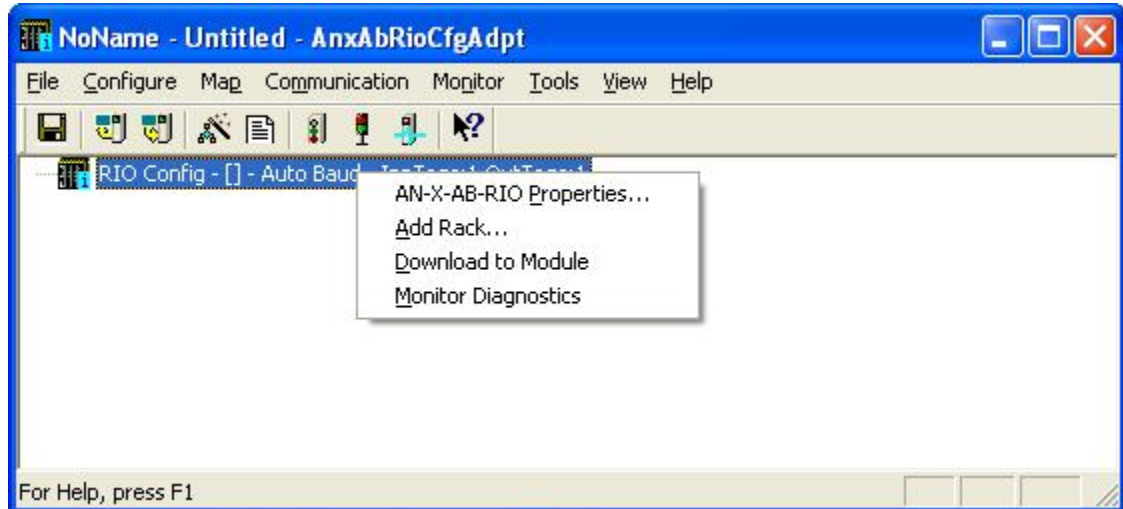 NoName - Untitled - AnxAbRioCfgAdpt
File Configure Map Communication Monitor Tools View Help
RIO Config - [] - Auto Baud
AN-X-AB-RIO Properties...
Add Rack...
Download to Module
Monitor Diagnostics
For Help, press F1